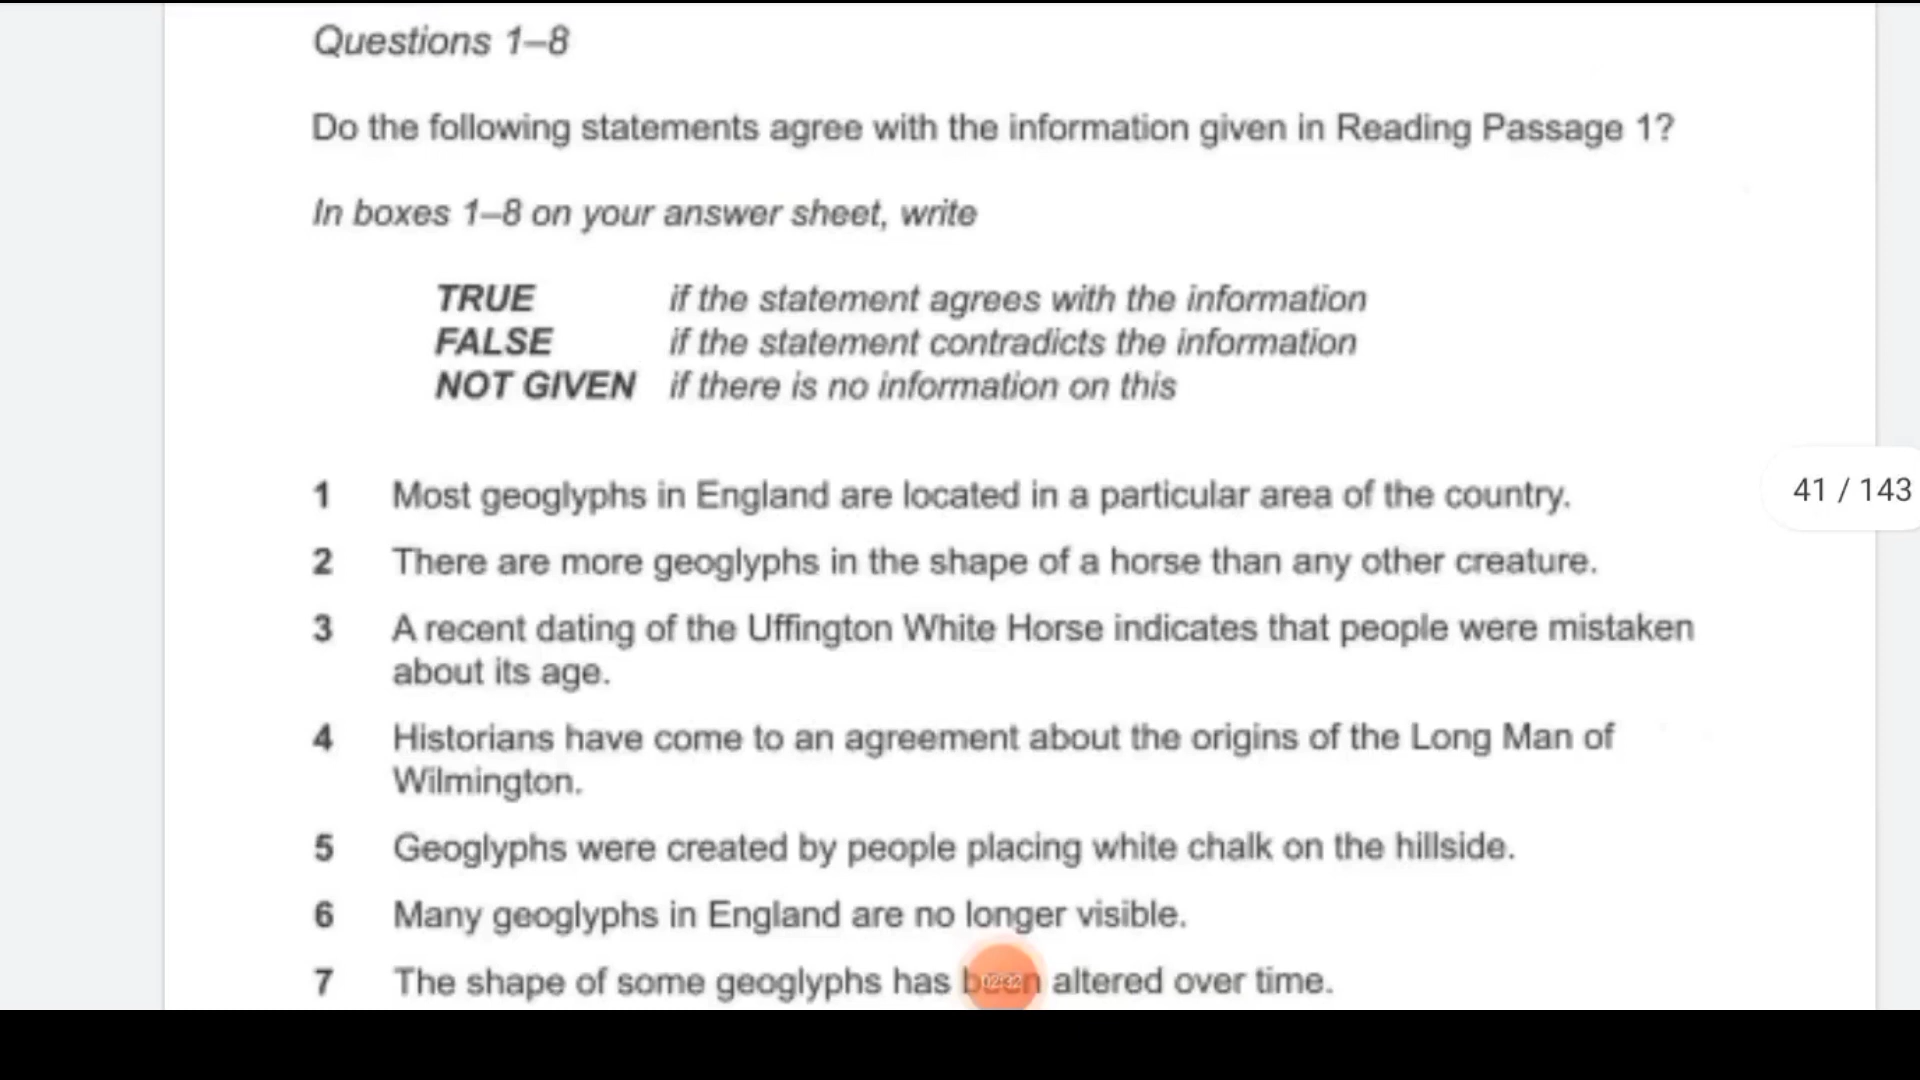 Questions 1–8
Do the following statements agree with the information given in Reading Passage 1?
In boxes 1–8 on your answer sheet, write
TRUE if the statement agrees with the information
FALSE if the statement contradicts the information
NOT GIVEN if there is no information on this
1 Most geoglyphs in England are located in a particular area of the country.
41 / 143
2 There are more geoglyphs in the shape of a horse than any other creature.
3 A recent dating of the Uffington White Horse indicates that people were mistaken
about its age.
4 Historians have come to an agreement about the origins of the Long Man of
Wilmington.
5 Geoglyphs were created by people placing white chalk on the hillside.
6 Many geoglyphs in England are no longer visible.
7 The shape of some geoglyphs has been altered over time.
02:32